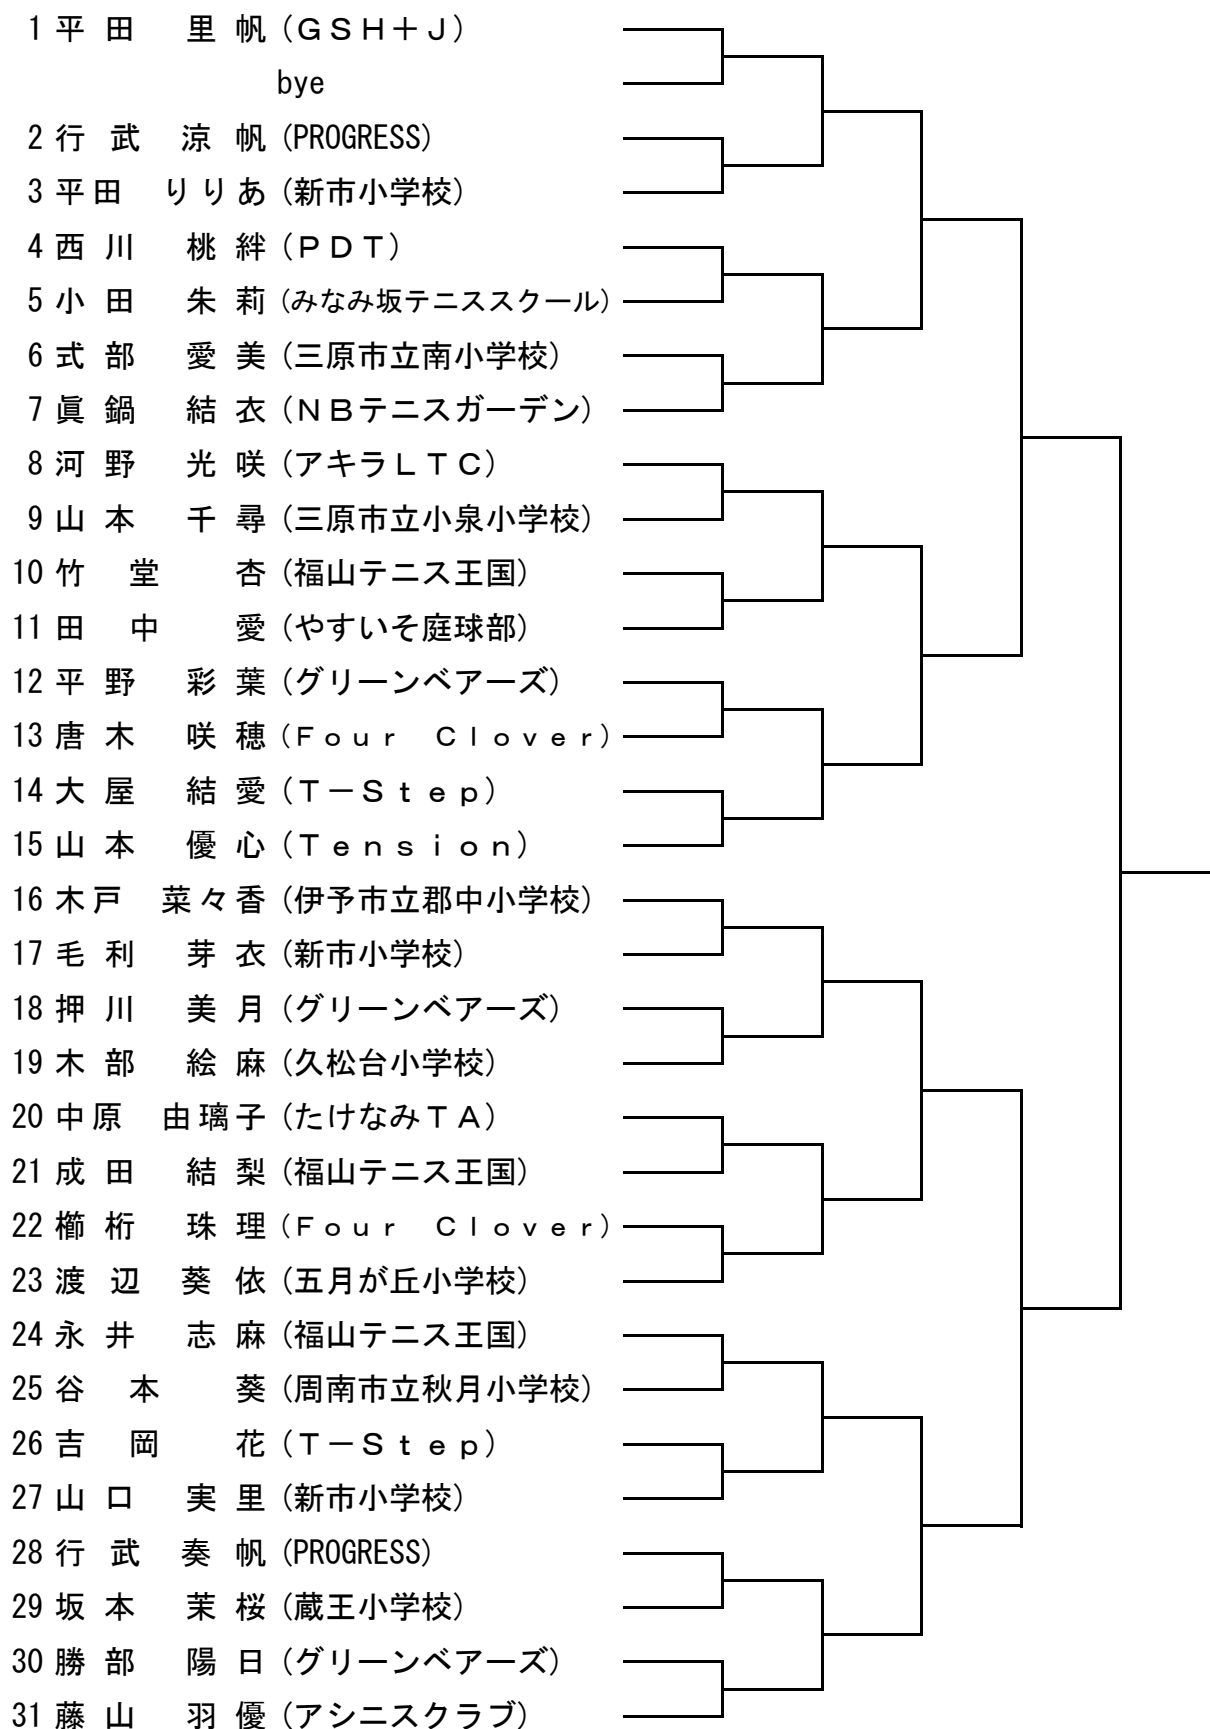 1 平田 里帆 (ＧＳＨ＋Ｊ)
bye
2 行武 涼帆 (PROGRESS)
3 平田 りりあ (新市小学校)
4 西川 桃絆 (ＰＤＴ)
5 小田 朱莉 (みなみ坂テニススクール)
6 式部 愛美 (三原市立南小学校)
7 眞鍋 結衣 (ＮＢテニスガーデン)
8 河野 光咲 (アキラＬＴＣ)
9 山本 千尋 (三原市立小泉小学校)
10 竹堂 杏 (福山テニス王国)
11 田中 愛 (やすいそ庭球部)
12 平野 彩葉 (グリーンベアーズ)
13 唐木 咲穂 (Ｆｏｕｒ Ｃｌｏｖｅｒ)
14 大屋 結愛 (Ｔ－Ｓｔｅｐ)
15 山本 優心 (Ｔｅｎｓｉｏｎ)
16 木戸 菜々香 (伊予市立郡中小学校)
17 毛利 芽衣 (新市小学校)
18 押川 美月 (グリーンベアーズ)
19 木部 絵麻 (久松台小学校)
20 中原 由璃子 (たけなみＴＡ)
21 成田 結梨 (福山テニス王国)
22 櫛桁 珠理 (Ｆｏｕｒ Ｃｌｏｖｅｒ)
23 渡辺 葵依 (五月が丘小学校)
24 永井 志麻 (福山テニス王国)
25 谷本 葵 (周南市立秋月小学校)
26 吉岡 花 (Ｔ－Ｓｔｅｐ)
27 山口 実里 (新市小学校)
28 行武 奏帆 (PROGRESS)
29 坂本 茉桜 (蔵王小学校)
30 勝部 陽日 (グリーンベアーズ)
31 藤山 羽優 (アシニスクラブ)